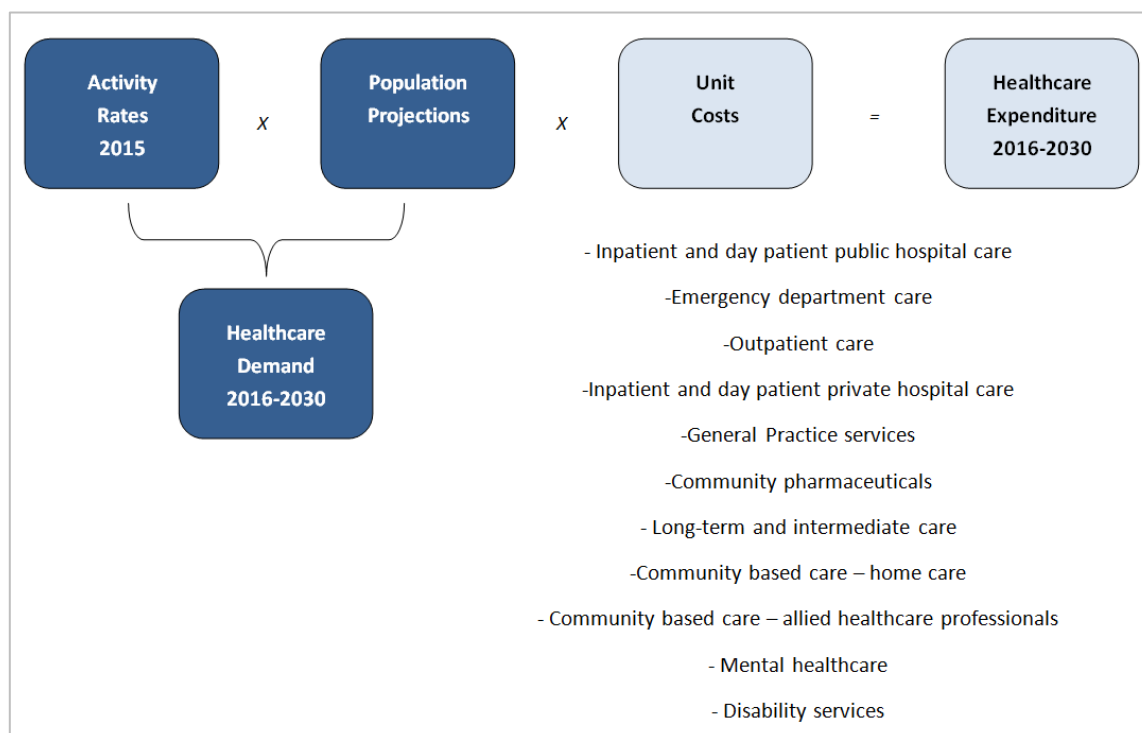 Activity
Rates
2015
X
Population
Projections
X
Unit
Costs
=
Healthcare
Expenditure
2016-2030
Healthcare
Demand
2016-2030
- Inpatient and day patient public hospital care
-Emergency department care
-Outpatient care
-Inpatient and day patient private hospital care
-General Practice services
-Community pharmaceuticals
- Long-term and intermediate care
-Community based care – home care
- Community based care – allied healthcare professionals
- Mental healthcare
- Disability services